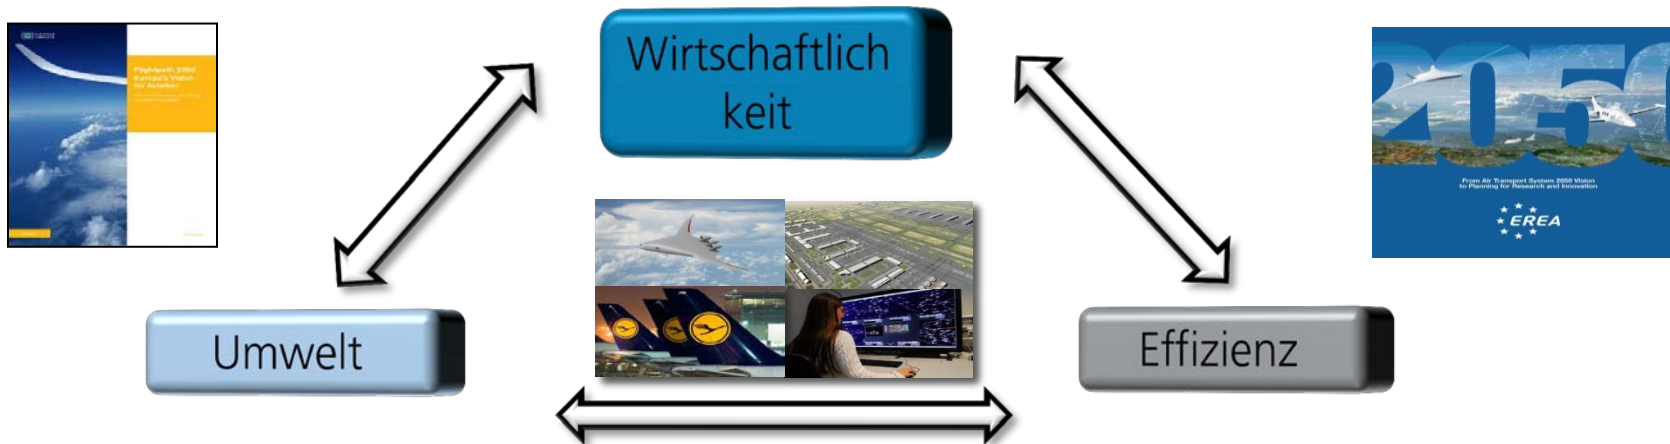 Wirtschaftlich
keit
Flightpath 2050
Europe's Vision
for Aviation
2050
From Air Transport System 2050 Vision
to Planning for Research and Innovation
EREA
Umwelt
Effizienz